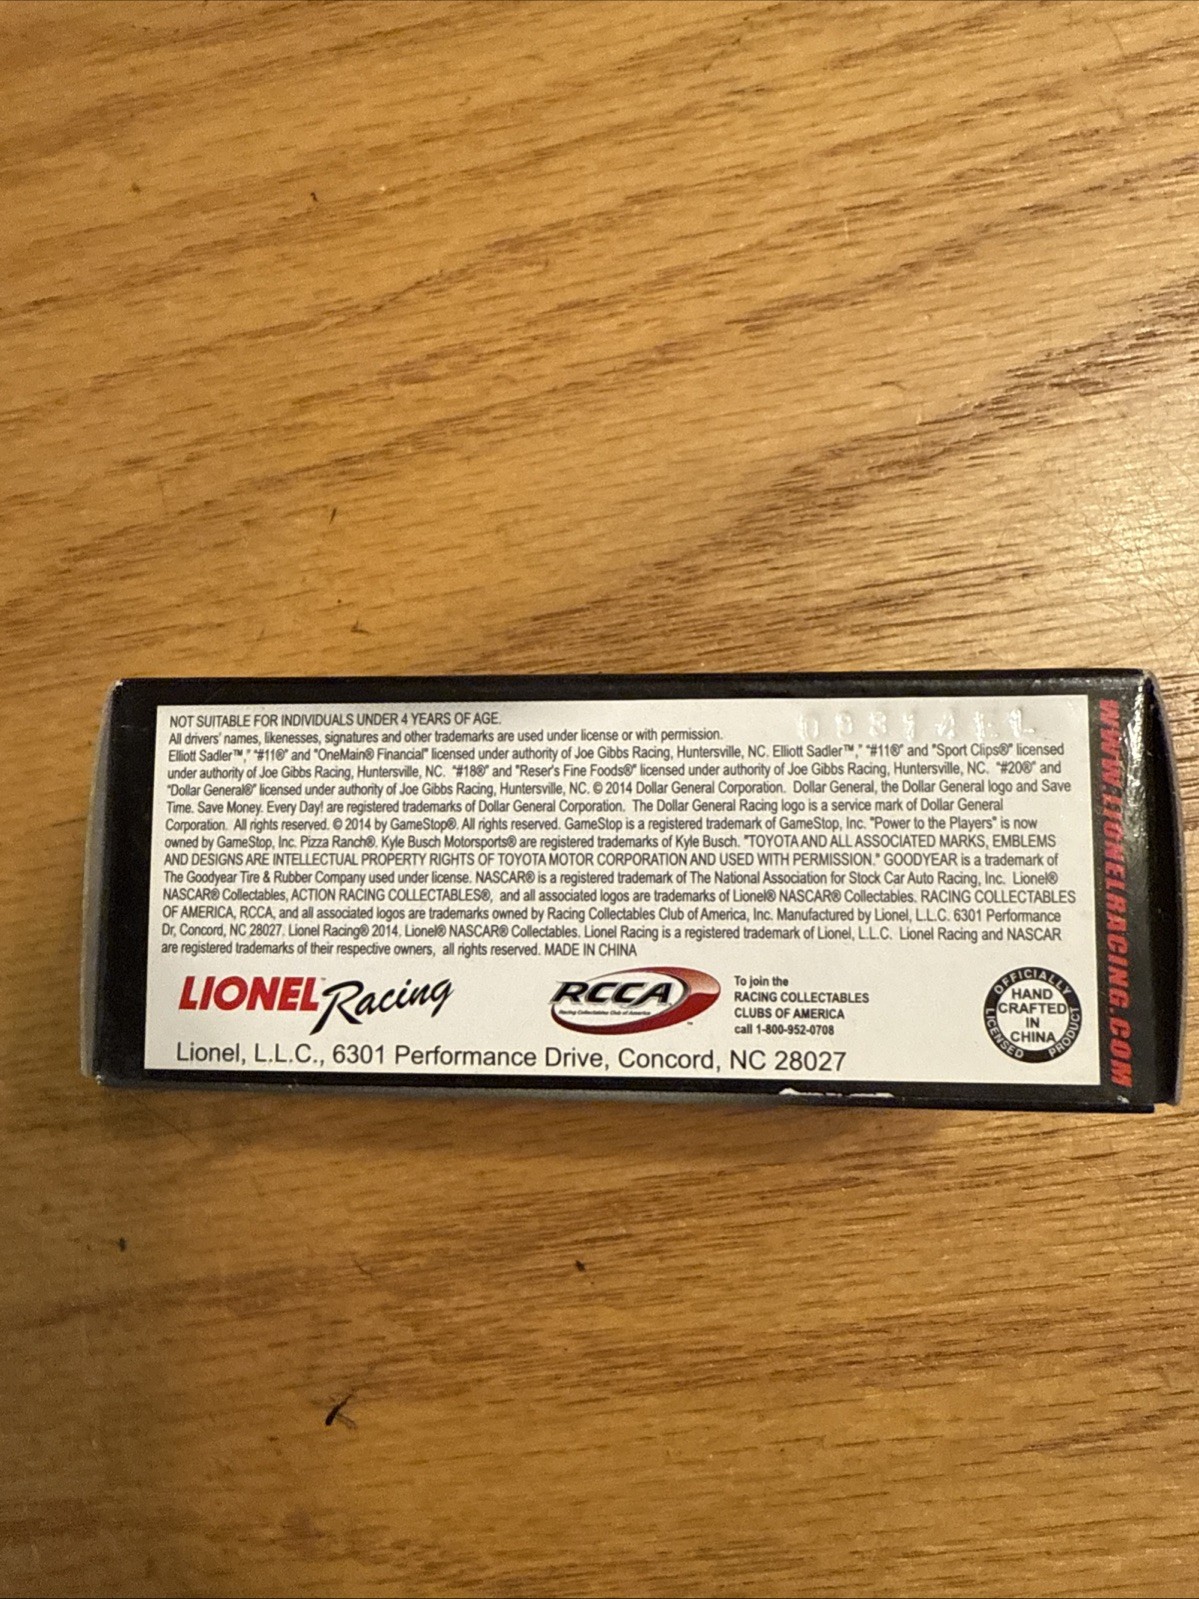 NOT SUITABLE FOR INDIVIDUALS UNDER 4 YEARS OF AGE.
All drivers' names, likenesses, signatures and other trademarks are used under license or with permission.
Elliott Sadler™," "#11®" and "OneMain® Financial" licensed under authority of Joe Gibbs Racing, Huntersville, NC. Elliott Sadler™," "#11®" and "Sport Clips®" licensed
under authority of Joe Gibbs Racing, Huntersville, NC. "#18®" and "Reser's Fine Foods®" licensed under authority of Joe Gibbs Racing, Huntersville, NC. "#20®" and
"Dollar General®" licensed under authority of Joe Gibbs Racing, Huntersville, NC. © 2014 Dollar General Corporation. Dollar General, the Dollar General logo and Save
Time. Save Money. Every Day! are registered trademarks of Dollar General Corporation. The Dollar General Racing logo is a service mark of Dollar General
Corporation. All rights reserved. © 2014 by GameStop®. All rights reserved. GameStop is a registered trademark of GameStop, Inc. "Power to the Players" is now
owned by GameStop, Inc. Pizza Ranch®. Kyle Busch Motorsports® are registered trademarks of Kyle Busch. "TOYOTA AND ALL ASSOCIATED MARKS, EMBLEMS
AND DESIGNS ARE INTELLECTUAL PROPERTY RIGHTS OF TOYOTA MOTOR CORPORATION AND USED WITH PERMISSION." GOODYEAR is a trademark of
The Goodyear Tire & Rubber Company used under license. NASCAR® is a registered trademark of The National Association for Stock Car Auto Racing, Inc. Lionel®
NASCAR® Collectables, ACTION RACING COLLECTABLES®, and all associated logos are trademarks of Lionel® NASCAR® Collectables. RACING COLLECTABLES
OF AMERICA, RCCA, and all associated logos are trademarks owned by Racing Collectables Club of America, Inc. Manufactured by Lionel, L.L.C. 6301 Performance
Dr, Concord, NC 28027. Lionel Racing® 2014. Lionel® NASCAR® Collectables. Lionel Racing is a registered trademark of Lionel, L.L.C. Lionel Racing and NASCAR
are registered trademarks of their respective owners, all rights reserved. MADE IN CHINA
LIONEL™ Racing
RCCA
Racing Collectables Club of America
™
To join the
RACING COLLECTABLES
CLUBS OF AMERICA
call 1-800-952-0708
OFFICIALLY LICENSED PRODUCT
HAND
CRAFTED
IN
CHINA
Lionel, L.L.C., 6301 Performance Drive, Concord, NC 28027
WWW.LIONELRACING.COM